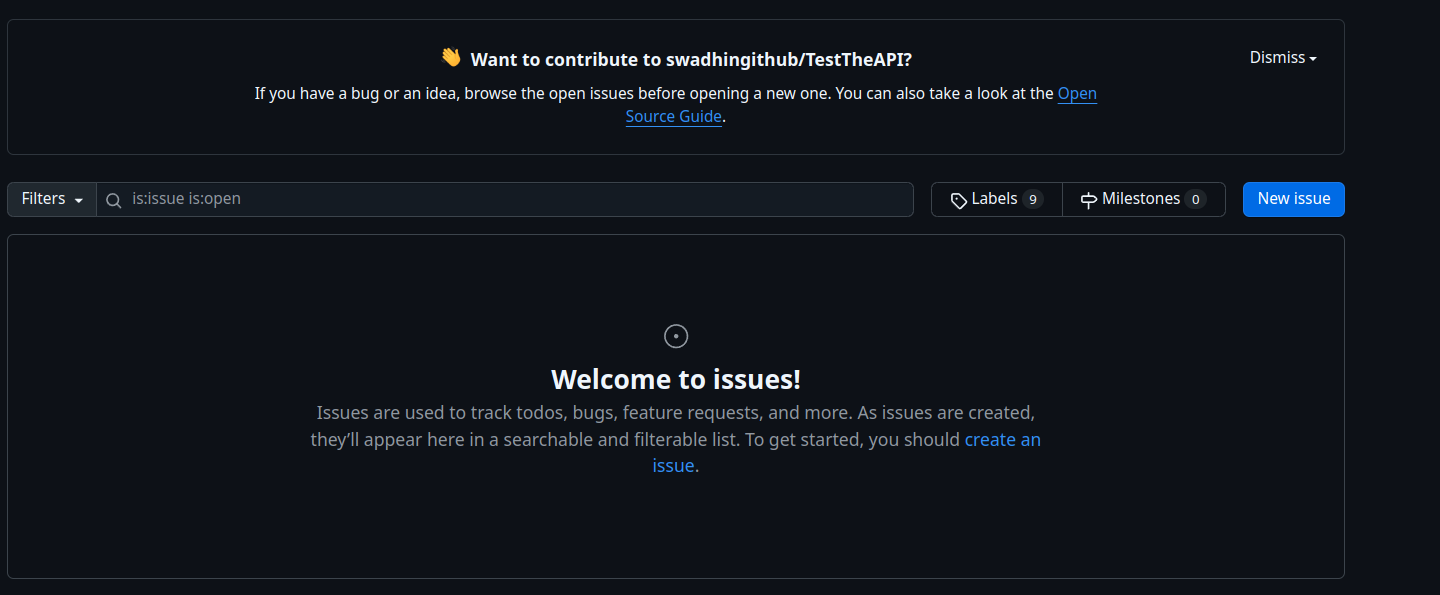 👋 Want to contribute to swadhingithub/TestTheAPI?
Dismiss
If you have a bug or an idea, browse the open issues before opening a new one. You can also take a look at the Open
Source Guide.
Filters
is:issue is:open
Labels 9
Milestones 0
New issue
Welcome to issues!
Issues are used to track todos, bugs, feature requests, and more. As issues are created,
they’ll appear here in a searchable and filterable list. To get started, you should create an
issue.